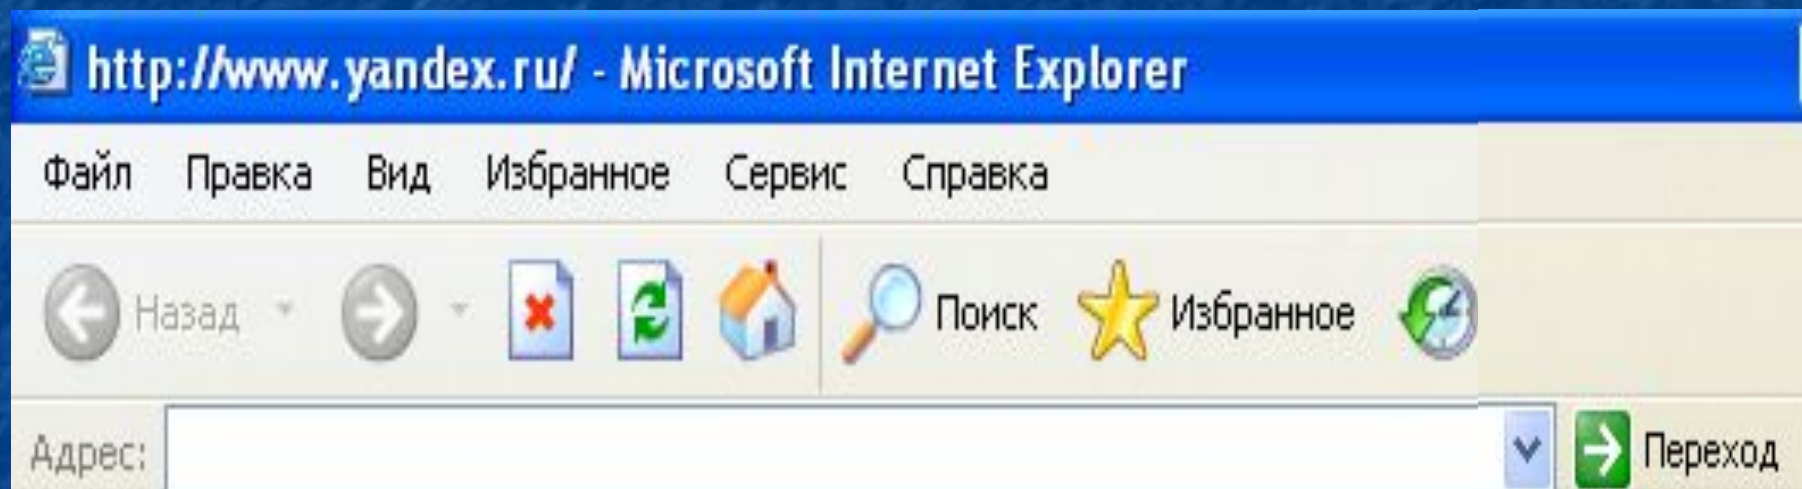 http://www.yandex.ru/ - Microsoft Internet Explorer
Файл Правка Вид Избранное Сервис Справка
Назад Поиск Избранное
Адрес: Переход